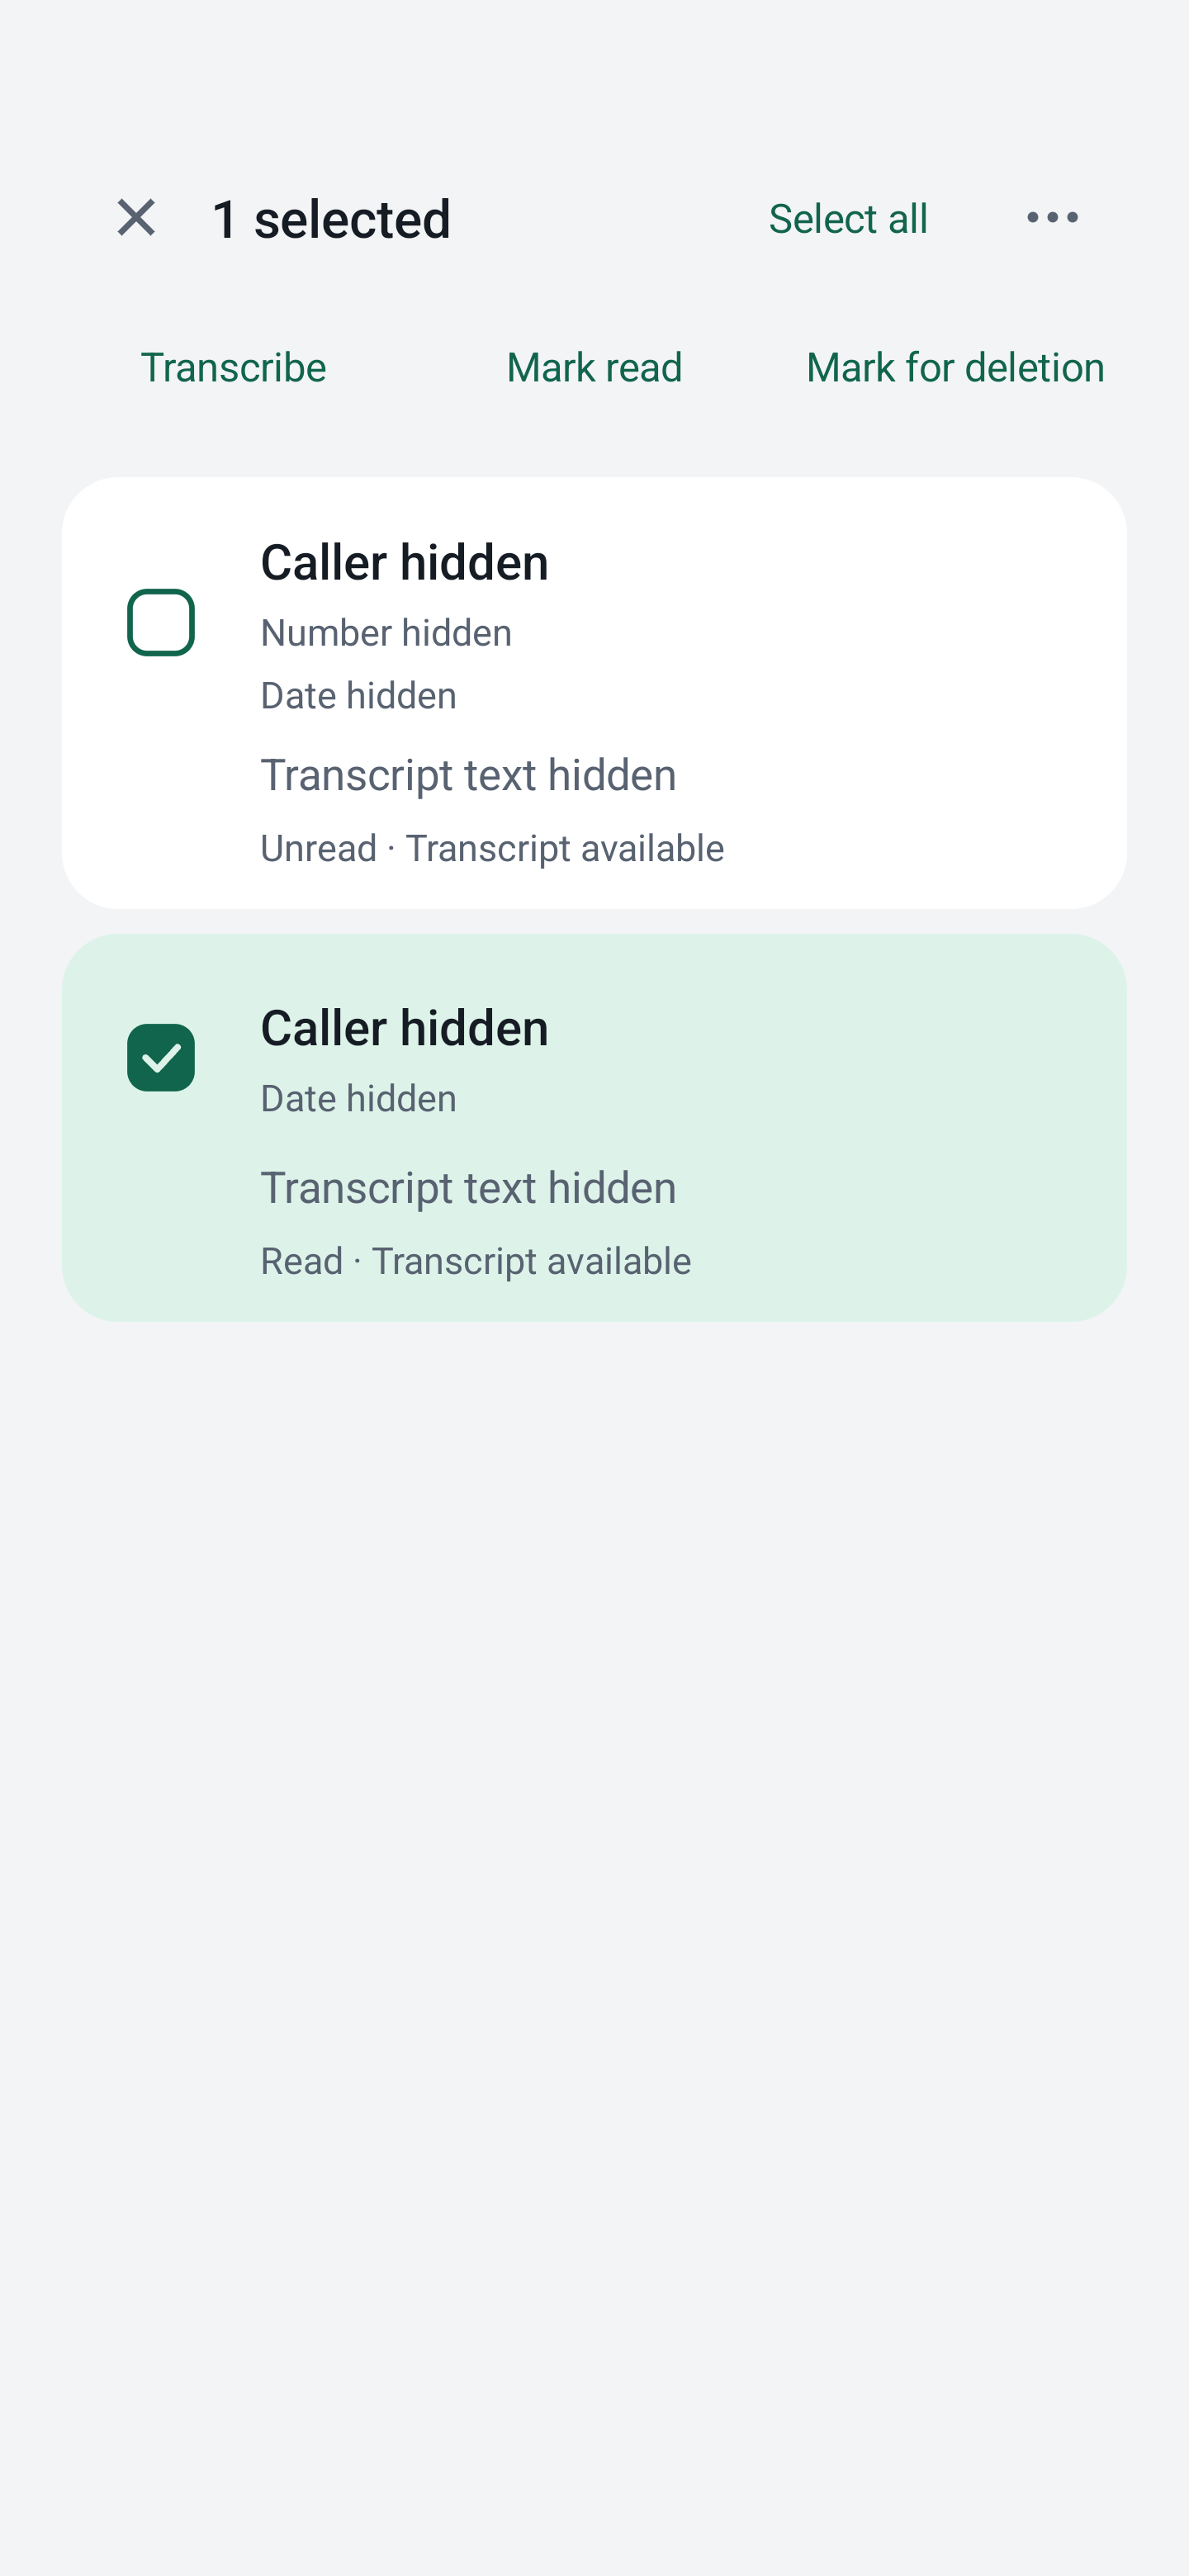 1 selected
Select all
Transcribe
Mark read
Mark for deletion
Caller hidden
Number hidden
Date hidden
Transcript text hidden
Unread · Transcript available
Caller hidden
Date hidden
Transcript text hidden
Read · Transcript available